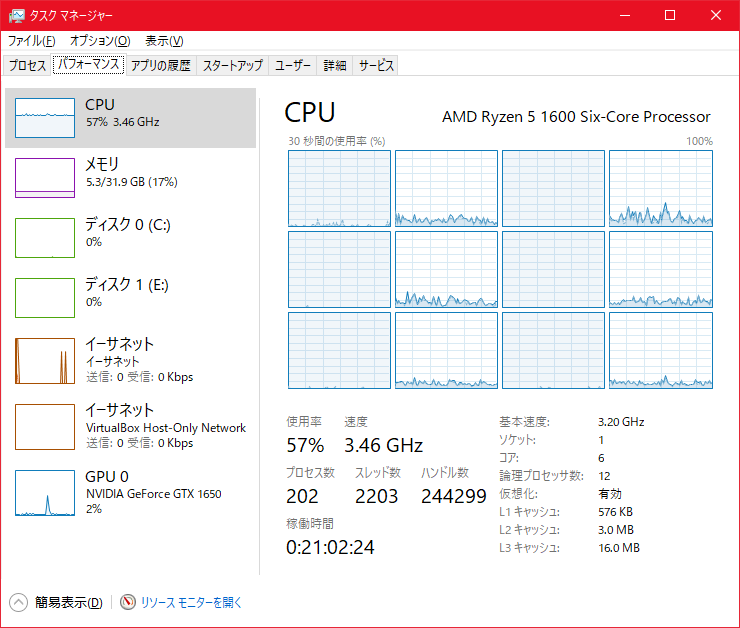 タスク マネージャー
ファイル(F) オプション(O) 表示(V)
プロセス パフォーマンス アプリの履歴 スタートアップ ユーザー 詳細 サービス
CPU
57% 3.46 GHz
メモリ
5.3/31.9 GB (17%)
ディスク 0 (C:)
0%
ディスク 1 (E:)
0%
イーサネット
イーサネット
送信: 0 受信: 0 Kbps
イーサネット
VirtualBox Host-Only Network
送信: 0 受信: 0 Kbps
GPU 0
NVIDIA GeForce GTX 1650
2%
CPU AMD Ryzen 5 1600 Six-Core Processor
30 秒間の使用率 (%) 100%
使用率 速度
57% 3.46 GHz
プロセス数 スレッド数 ハンドル数
202 2203 244299
稼働時間
0:21:02:24
基本速度: 3.20 GHz
ソケット: 1
コア: 6
論理プロセッサ数: 12
仮想化: 有効
L1 キャッシュ: 576 KB
L2 キャッシュ: 3.0 MB
L3 キャッシュ: 16.0 MB
簡易表示(D) リソース モニターを開く